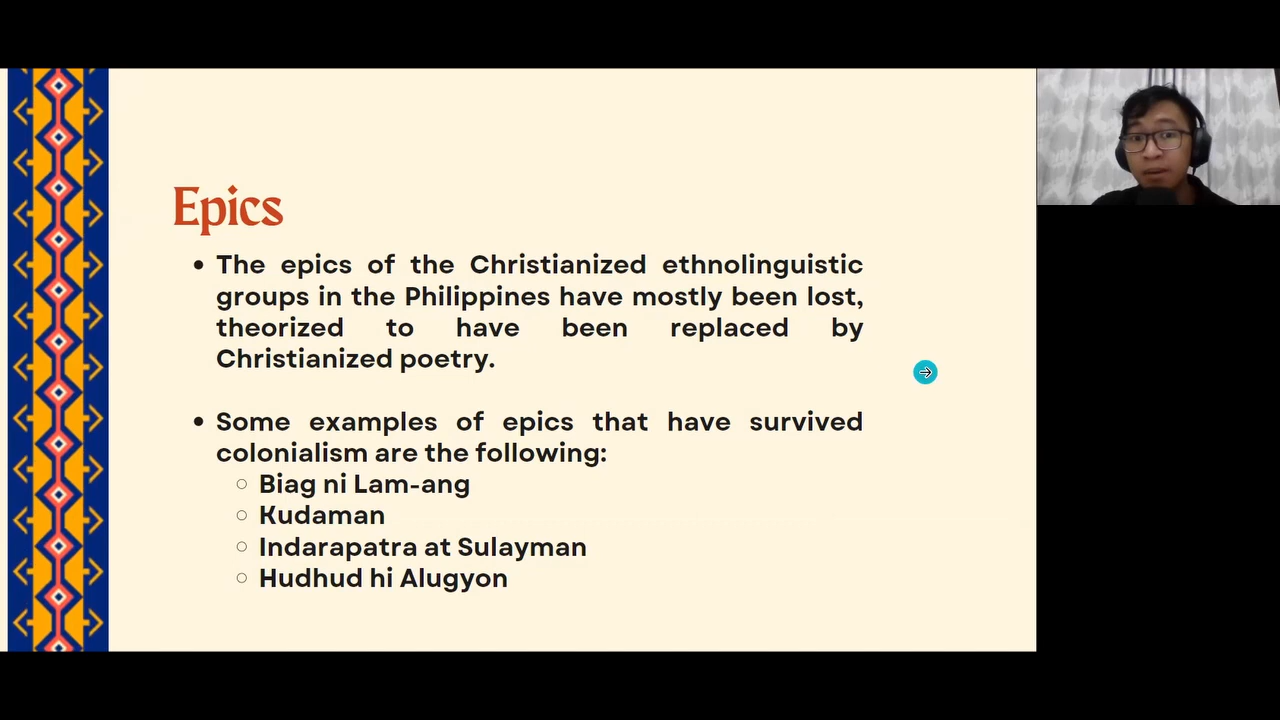 Epics
• The epics of the Christianized ethnolinguistic
groups in the Philippines have mostly been lost,
theorized to have been replaced by
Christianized poetry.
• Some examples of epics that have survived
colonialism are the following:
○ Biag ni Lam-ang
○ Kudaman
○ Indarapatra at Sulayman
○ Hudhud hi Alugyon